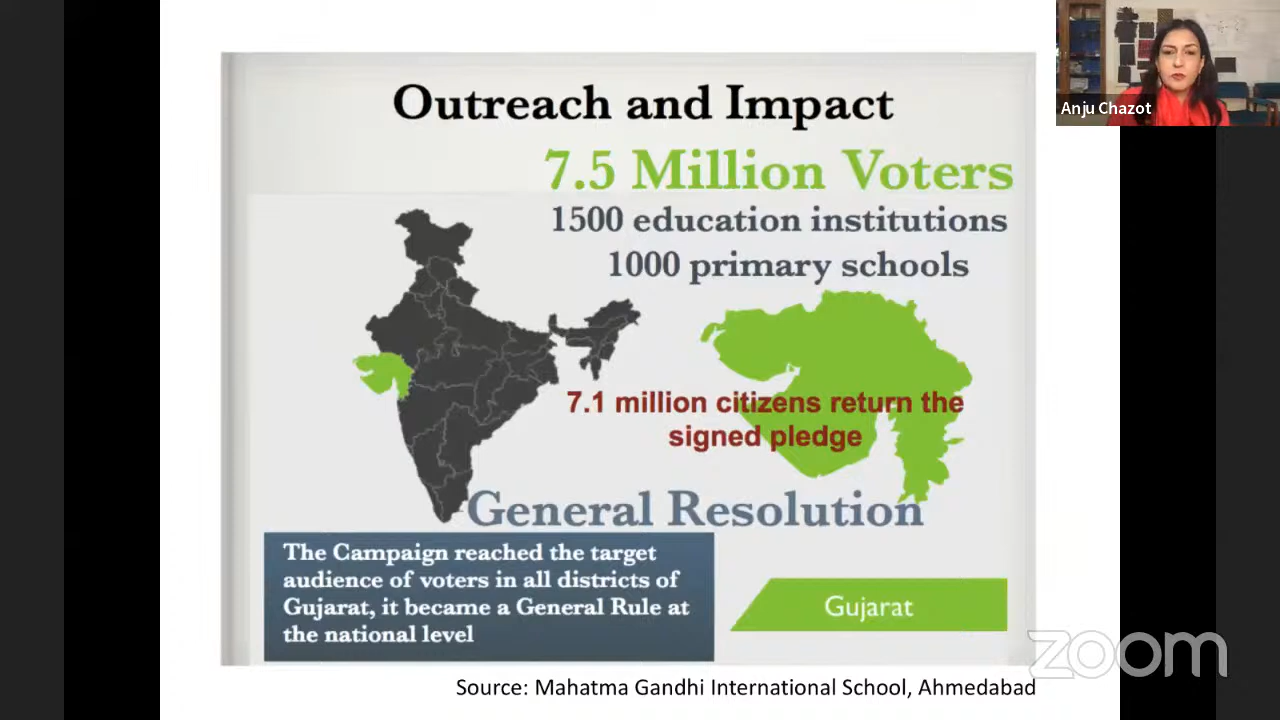 Outreach and Impact
7.5 Million Voters
1500 education institutions
1000 primary schools
7.1 million citizens return the
signed pledge
General Resolution
The Campaign reached the target
audience of voters in all districts of
Gujarat, it became a General Rule at
the national level
Gujarat
Source: Mahatma Gandhi International School, Ahmedabad
Anju Chazot
zoom